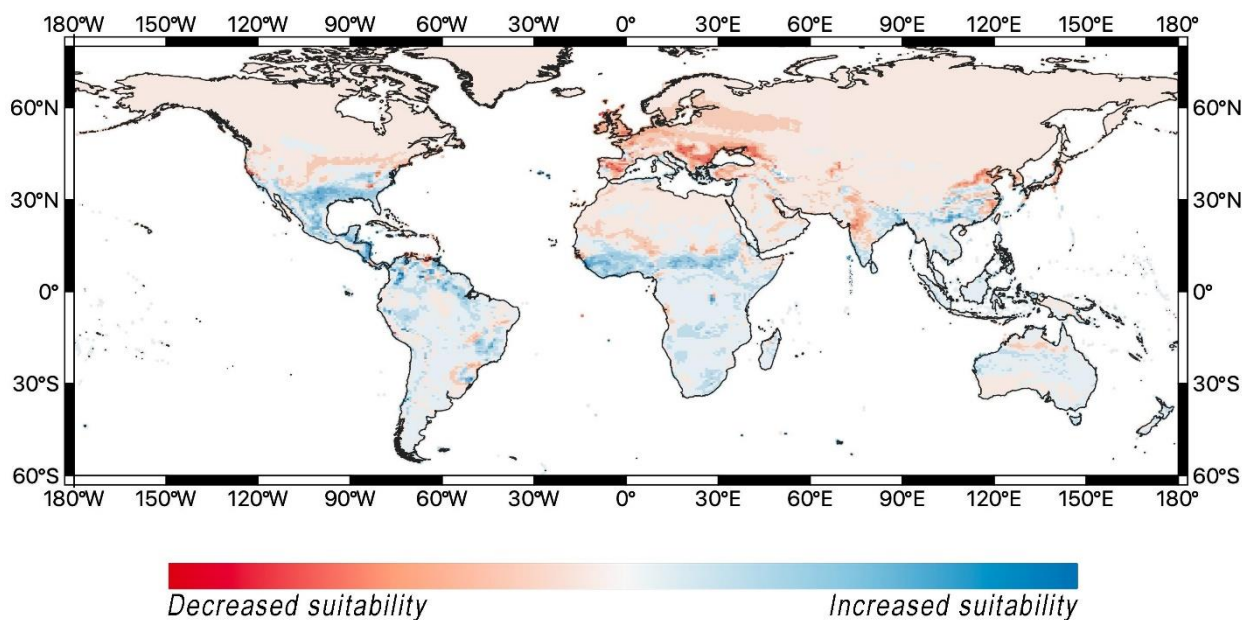 180°W 150°W 120°W 90°W 60°W 30°W 0° 30°E 60°E 90°E 120°E 150°E 180°
60°N 60°N
30°N 30°N
0° 0°
30°S 30°S
60°S 60°S
180°W 150°W 120°W 90°W 60°W 30°W 0° 30°E 60°E 90°E 120°E 150°E 180°
Decreased suitability Increased suitability